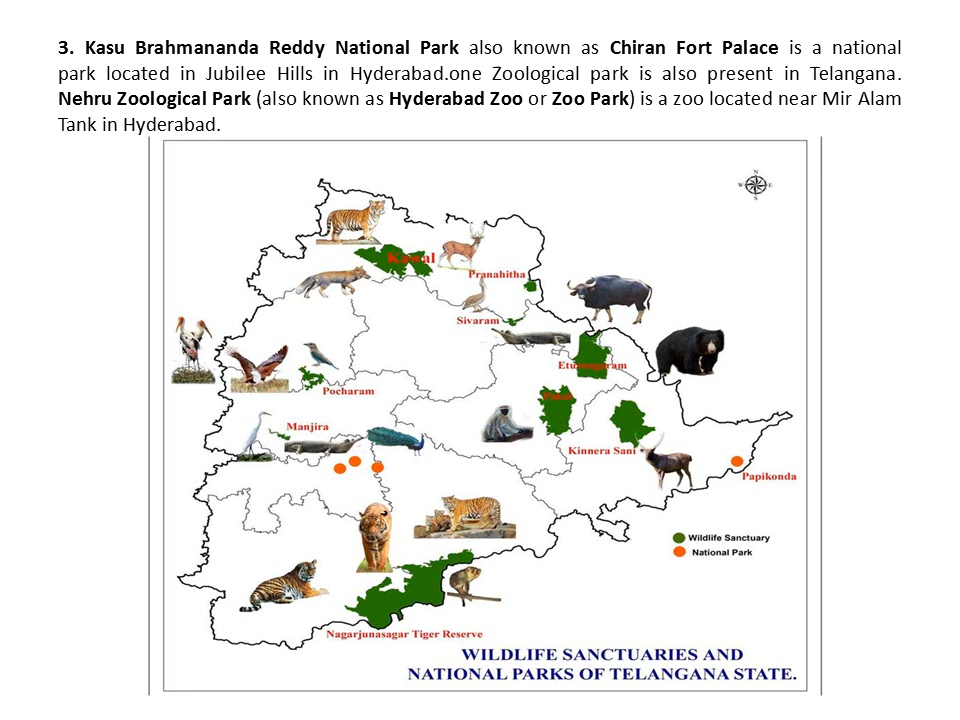 3. Kasu Brahmananda Reddy National Park also known as Chiran Fort Palace is a national
park located in Jubilee Hills in Hyderabad.one Zoological park is also present in Telangana.
Nehru Zoological Park (also known as Hyderabad Zoo or Zoo Park) is a zoo located near Mir Alam
Tank in Hyderabad.
N
W E
S
Kawal
Pranahitha
Sivaram
Eturnagaram
Pocharam
Pakal
Manjira
Kinnera Sani
Papikonda
Wildlife Sanctuary
National Park
Nagarjunasagar Tiger Reserve
WILDLIFE SANCTUARIES AND
NATIONAL PARKS OF TELANGANA STATE.